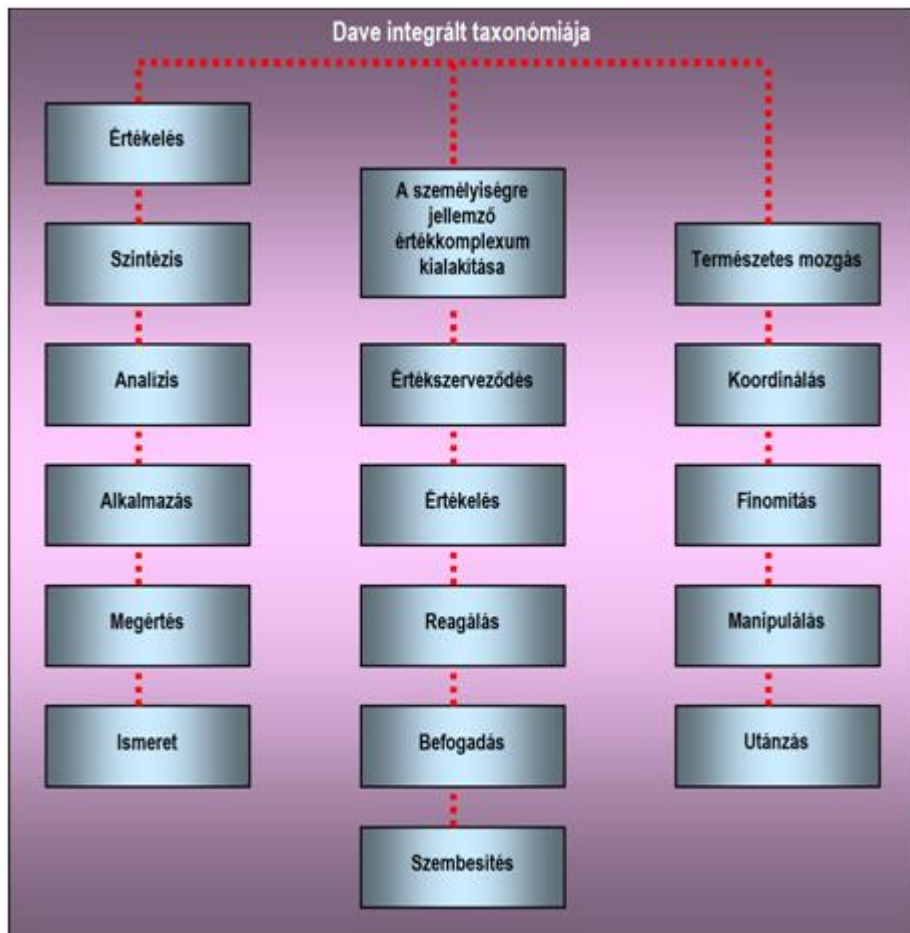 Dave integrált taxonómiája
Értékelés
Szintézis
Analízis
Alkalmazás
Megértés
Ismeret
A személyiségre
jellemző
értékkomplexum
kialakítása
Értékszerveződés
Értékelés
Reagálás
Befogadás
Szembesítés
Természetes mozgás
Koordinálás
Finomítás
Manipulálás
Utánzás